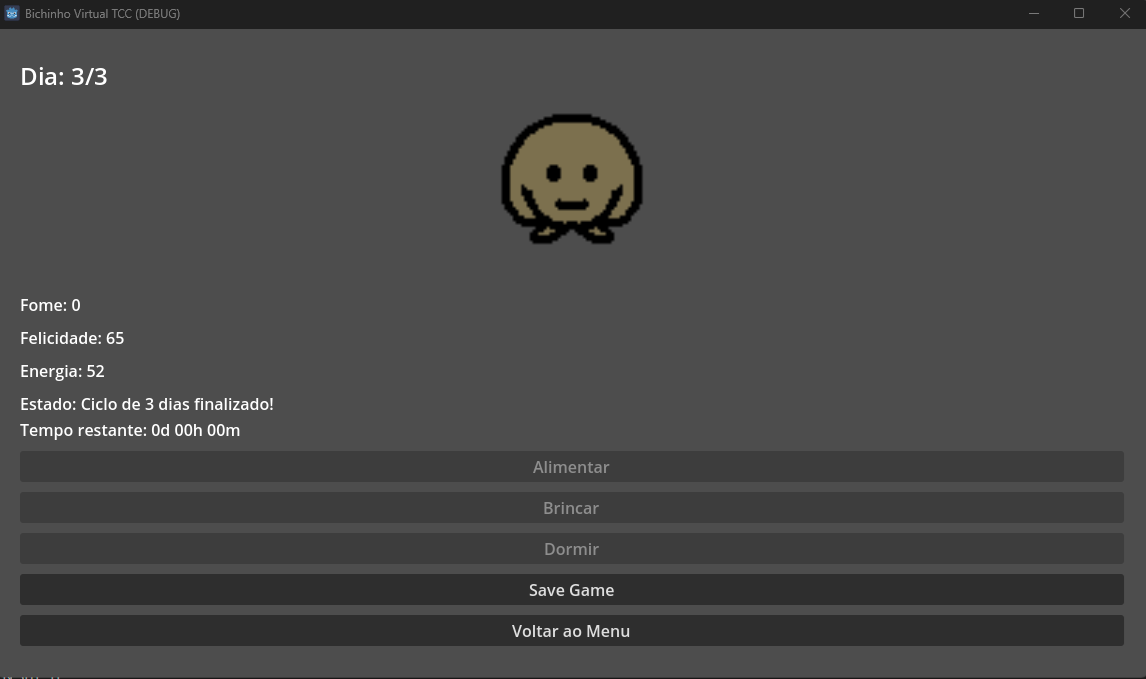 Bichinho Virtual TCC (DEBUG)
Dia: 3/3
Fome: 0
Felicidade: 65
Energia: 52
Estado: Ciclo de 3 dias finalizado!
Tempo restante: 0d 00h 00m
Alimentar
Brincar
Dormir
Save Game
Voltar ao Menu